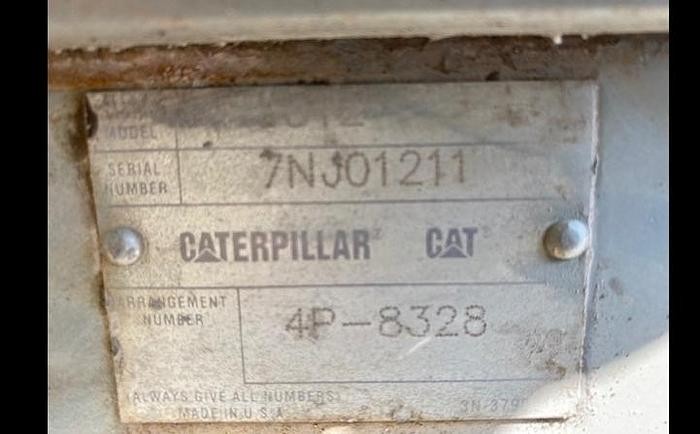 MODEL
SERIAL NUMBER 7NJ01211
CATERPILLAR CAT
ARRANGEMENT NUMBER 4P-8328
(ALWAYS GIVE ALL NUMBERS)
MADE IN U.S.A.